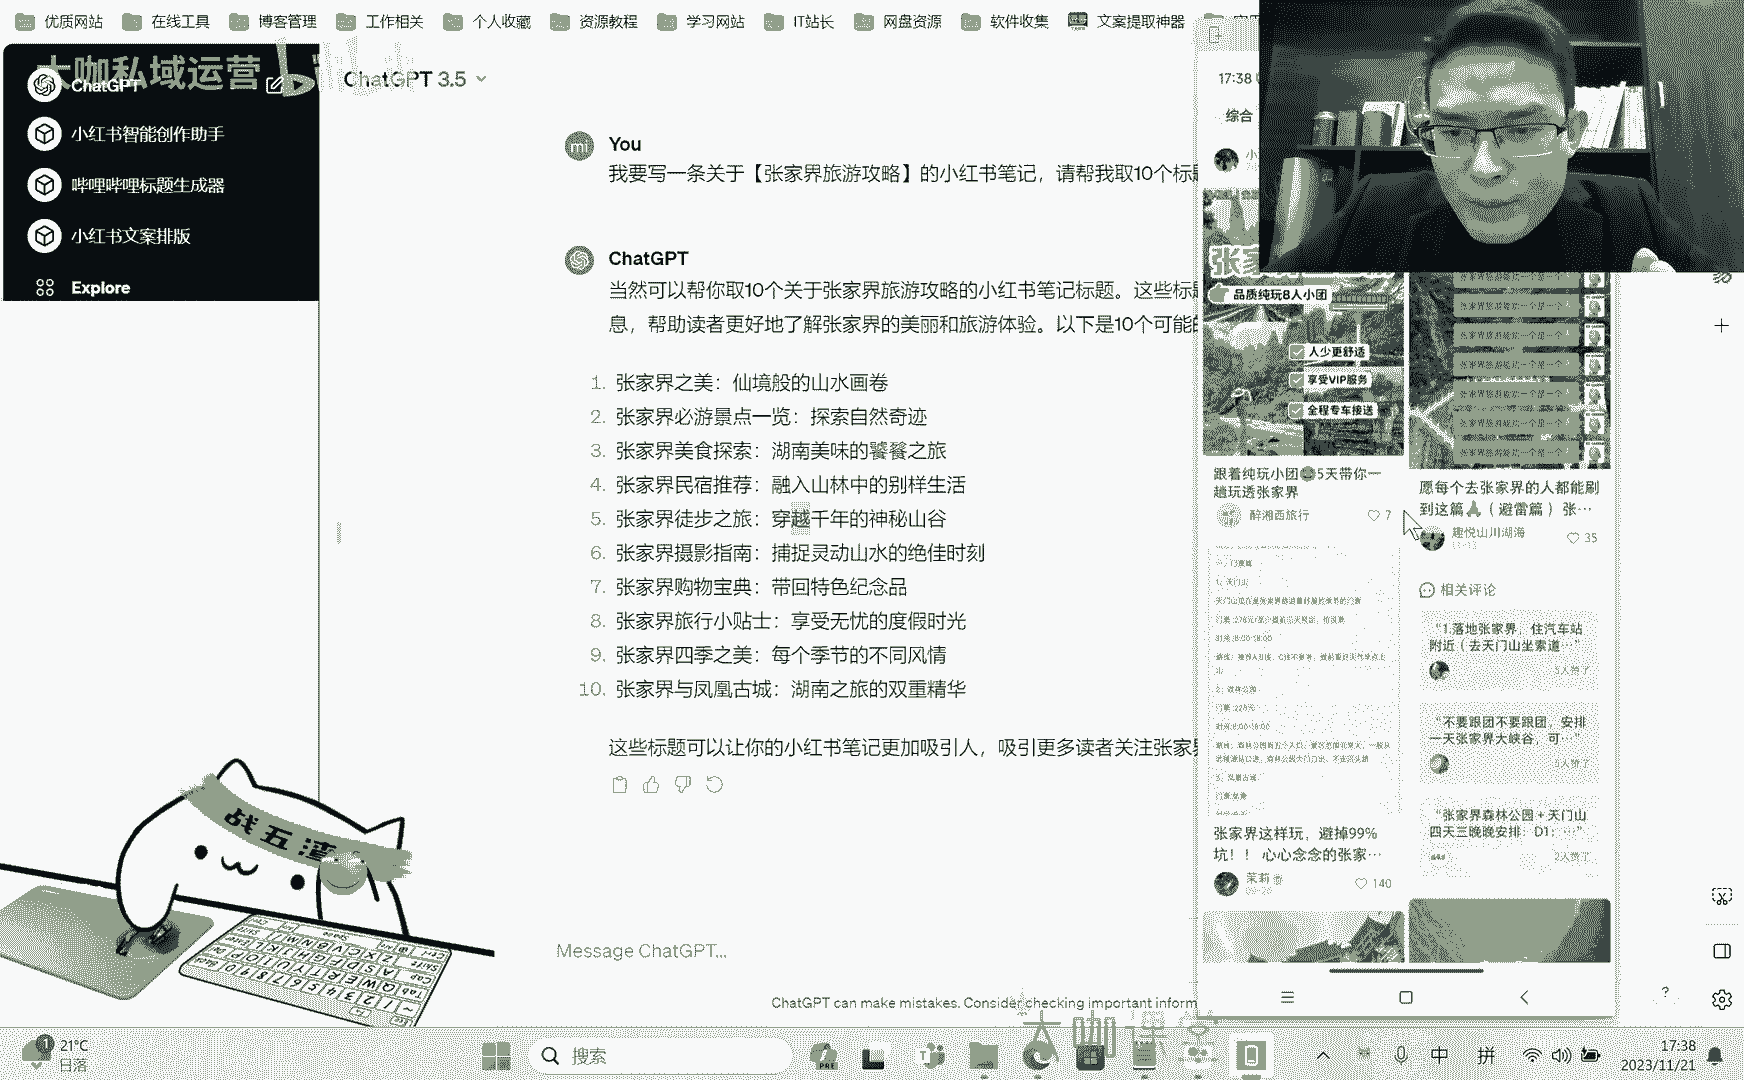 优质网站
在线工具
博客管理
工作相关
个人收藏
资源教程
学习网站
IT站长
网盘资源
软件收集
文案提取神器
大咖私域运营
ChatGPT
小红书智能创作助手
哔哩哔哩标题生成器
小红书文案排版
Explore
ChatGPT 3.5
You
我要写一条关于【张家界旅游攻略】的小红书笔记，请帮我取10个标题
ChatGPT
当然可以帮你取10个关于张家界旅游攻略的小红书笔记标题。这些标题
息，帮助读者更好地了解张家界的美丽和旅游体验。以下是10个可能的
1. 张家界之美：仙境般的山水画卷
2. 张家界必游景点一览：探索自然奇迹
3. 张家界美食探索：湖南美味的饕餮之旅
4. 张家界民宿推荐：融入山林中的别样生活
5. 张家界徒步之旅：穿越千年的神秘山谷
6. 张家界摄影指南：捕捉灵动山水的绝佳时刻
7. 张家界购物宝典：带回特色纪念品
8. 张家界旅行小贴士：享受无忧的度假时光
9. 张家界四季之美：每个季节的不同风情
10. 张家界与凤凰古城：湖南之旅的双重精华
这些标题可以让你的小红书笔记更加吸引人，吸引更多读者关注张家界
Message ChatGPT...
ChatGPT can make mistakes. Consider checking important inform
17:38
综合
品质纯玩8人小团
人少更舒适
享受VIP服务
全程专车接送
跟着纯玩小团5天带你一
趟玩透张家界
醉湘西旅行
7
愿每个去张家界的人都能刷
到这篇（避雷篇）张…
趣悦山川湖海
35
相关评论
“1.落地张家界，住汽车站
附近（去天门山坐索道…”
5人赞了
“不要跟团不要跟团，安排
一天张家界大峡谷，可…”
“张家界森林公园+天门山
四天三晚晚安排：D1：…”
张家界这样玩，避掉99%
坑！！ 心心念念的张家…
茉莉
140
战五渣
大咖课堂
21°C
日落
搜索
中
拼
17:38
2023/11/21